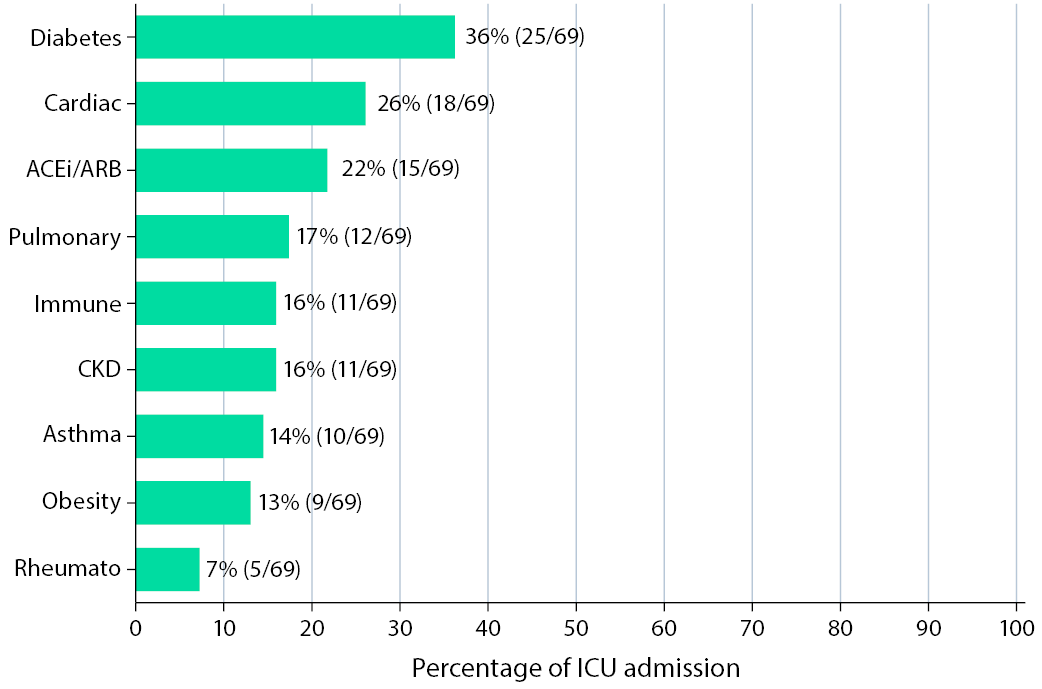 Diabetes 36% (25/69)
Cardiac 26% (18/69)
ACEi/ARB 22% (15/69)
Pulmonary 17% (12/69)
Immune 16% (11/69)
CKD 16% (11/69)
Asthma 14% (10/69)
Obesity 13% (9/69)
Rheumato 7% (5/69)
0 10 20 30 40 50 60 70 80 90 100
Percentage of ICU admission